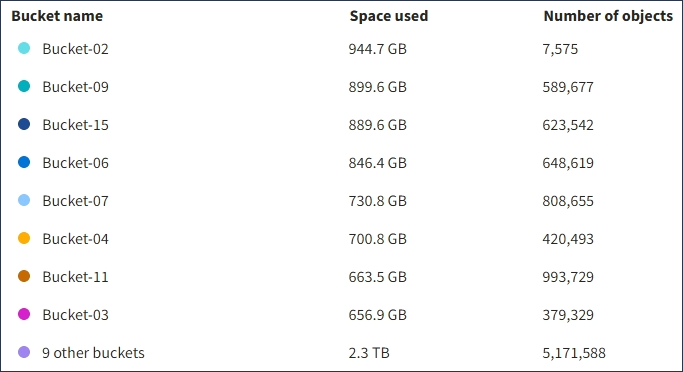 Bucket name Space used Number of objects
Bucket-02 944.7 GB 7,575
Bucket-09 899.6 GB 589,677
Bucket-15 889.6 GB 623,542
Bucket-06 846.4 GB 648,619
Bucket-07 730.8 GB 808,655
Bucket-04 700.8 GB 420,493
Bucket-11 663.5 GB 993,729
Bucket-03 656.9 GB 379,329
9 other buckets 2.3 TB 5,171,588